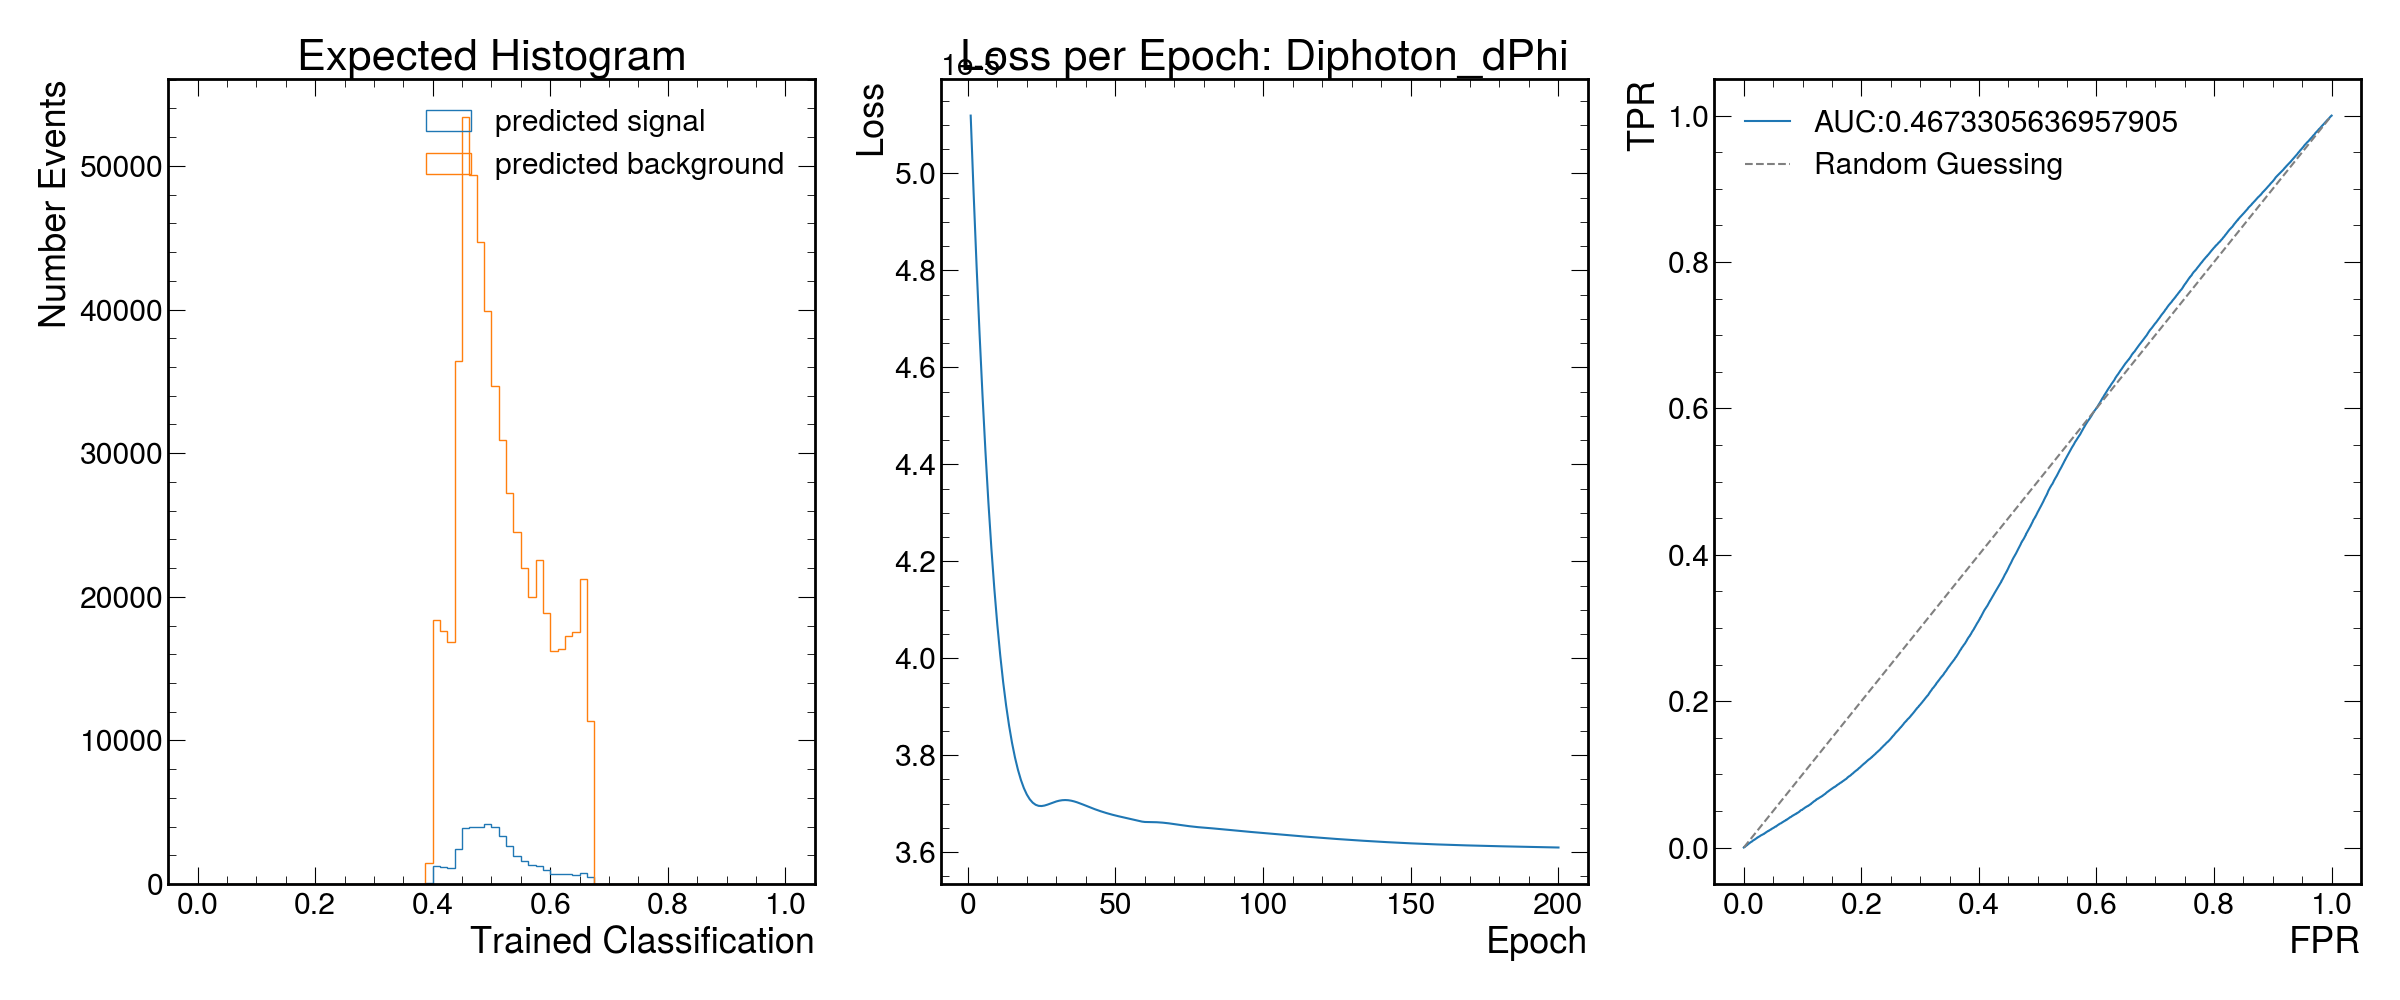 Expected Histogram
Number Events
predicted signal
predicted background
50000
40000
30000
20000
10000
0
0.0 0.2 0.4 0.6 0.8 1.0
Trained Classification
Loss per Epoch: Diphoton_dPhi
1e-5
Loss
5.0
4.8
4.6
4.4
4.2
4.0
3.8
3.6
0 50 100 150 200
Epoch
TPR
AUC:0.4673305636957905
Random Guessing
1.0
0.8
0.6
0.4
0.2
0.0
0.0 0.2 0.4 0.6 0.8 1.0
FPR